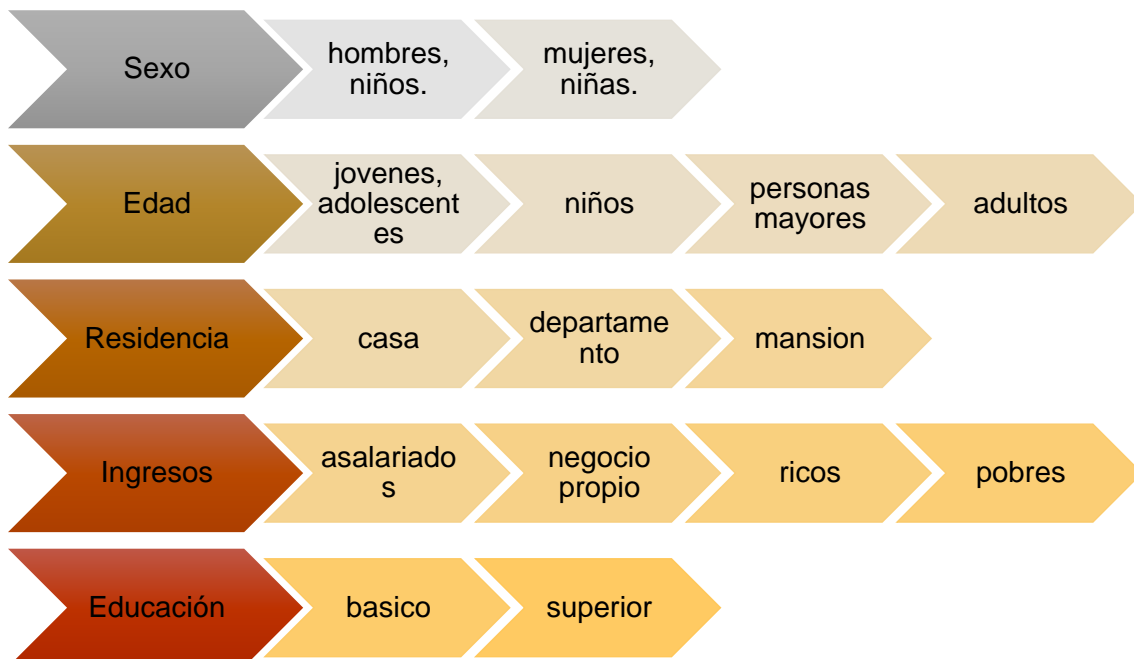 Sexo
hombres,
niños.
mujeres,
niñas.
Edad
jovenes,
adolescent
es
niños
personas
mayores
adultos
Residencia
casa
departame
nto
mansion
Ingresos
asalariado
s
negocio
propio
ricos
pobres
Educación
basico
superior